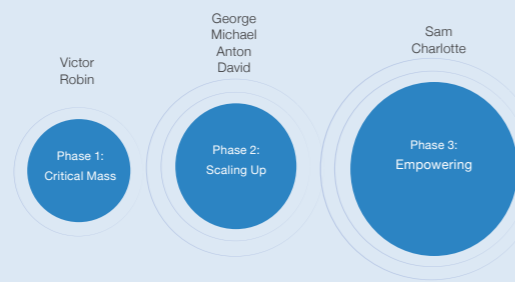 Victor
Robin
Phase 1:
Critical Mass
George
Michael
Anton
David
Phase 2:
Scaling Up
Sam
Charlotte
Phase 3:
Empowering